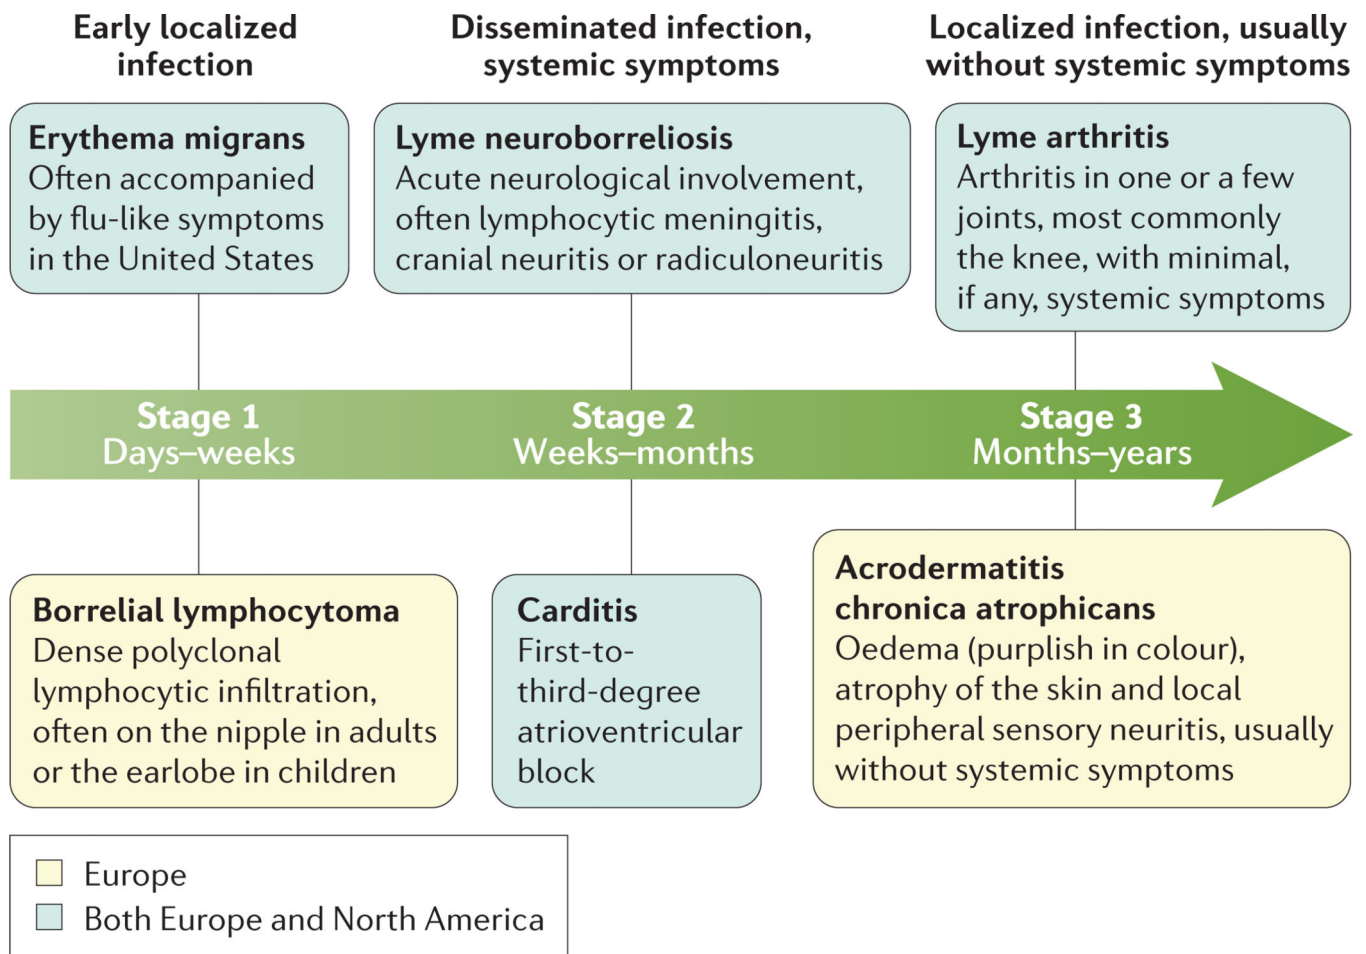 Early localized
infection
Disseminated infection,
systemic symptoms
Localized infection, usually
without systemic symptoms
Erythema migrans
Often accompanied
by flu-like symptoms
in the United States
Lyme neuroborreliosis
Acute neurological involvement,
often lymphocytic meningitis,
cranial neuritis or radiculoneuritis
Lyme arthritis
Arthritis in one or a few
joints, most commonly
the knee, with minimal,
if any, systemic symptoms
Stage 1
Days–weeks
Stage 2
Weeks–months
Stage 3
Months–years
Borrelial lymphocytoma
Dense polyclonal
lymphocytic infiltration,
often on the nipple in adults
or the earlobe in children
Carditis
First-to-
third-degree
atrioventricular
block
Acrodermatitis
chronica atrophicans
Oedema (purplish in colour),
atrophy of the skin and local
peripheral sensory neuritis, usually
without systemic symptoms
Europe
Both Europe and North America